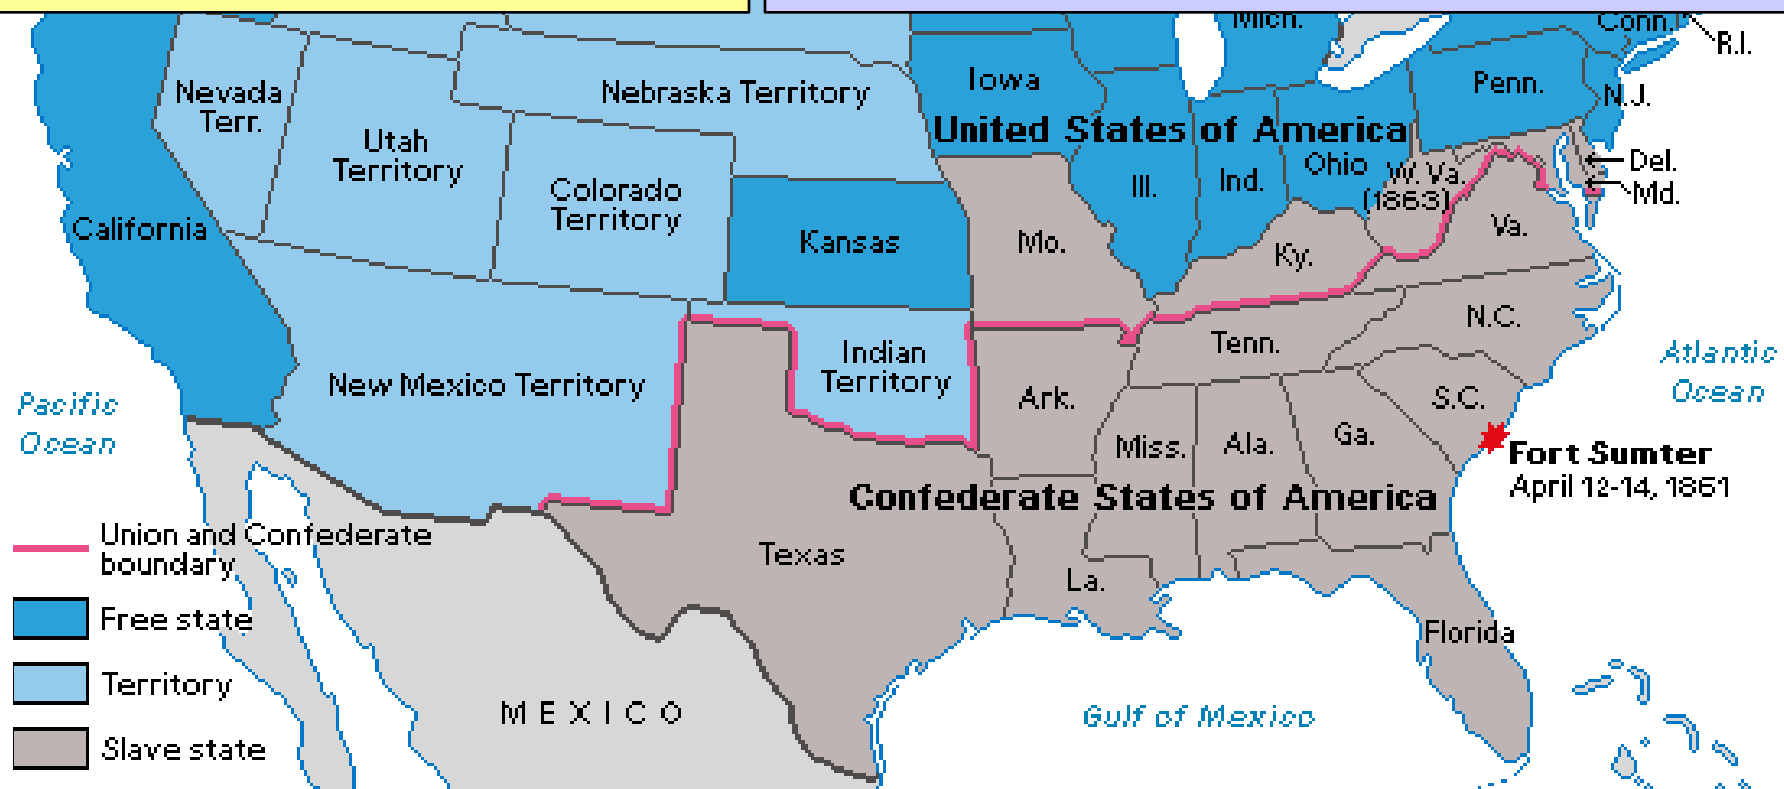 Mich.
Conn.
R.I.
Iowa
Penn.
Nevada
Terr.
Nebraska Territory
N.J.
United States of America
Utah
Territory
Ohio
W. Va.
(1863)
Del.
Md.
Colorado
Territory
Ill.
Ind.
California
Kansas
Mo.
Ky.
Va.
N.C.
Tenn.
Indian
Territory
New Mexico Territory
Atlantic
Ocean
Pacific
Ocean
Ark.
S.C.
Miss.
Ala.
Ga.
Fort Sumter
April 12-14, 1861
Confederate States of America
Union and Confederate
boundary
Texas
La.
Free state
Florida
Territory
MEXICO
Gulf of Mexico
Slave state